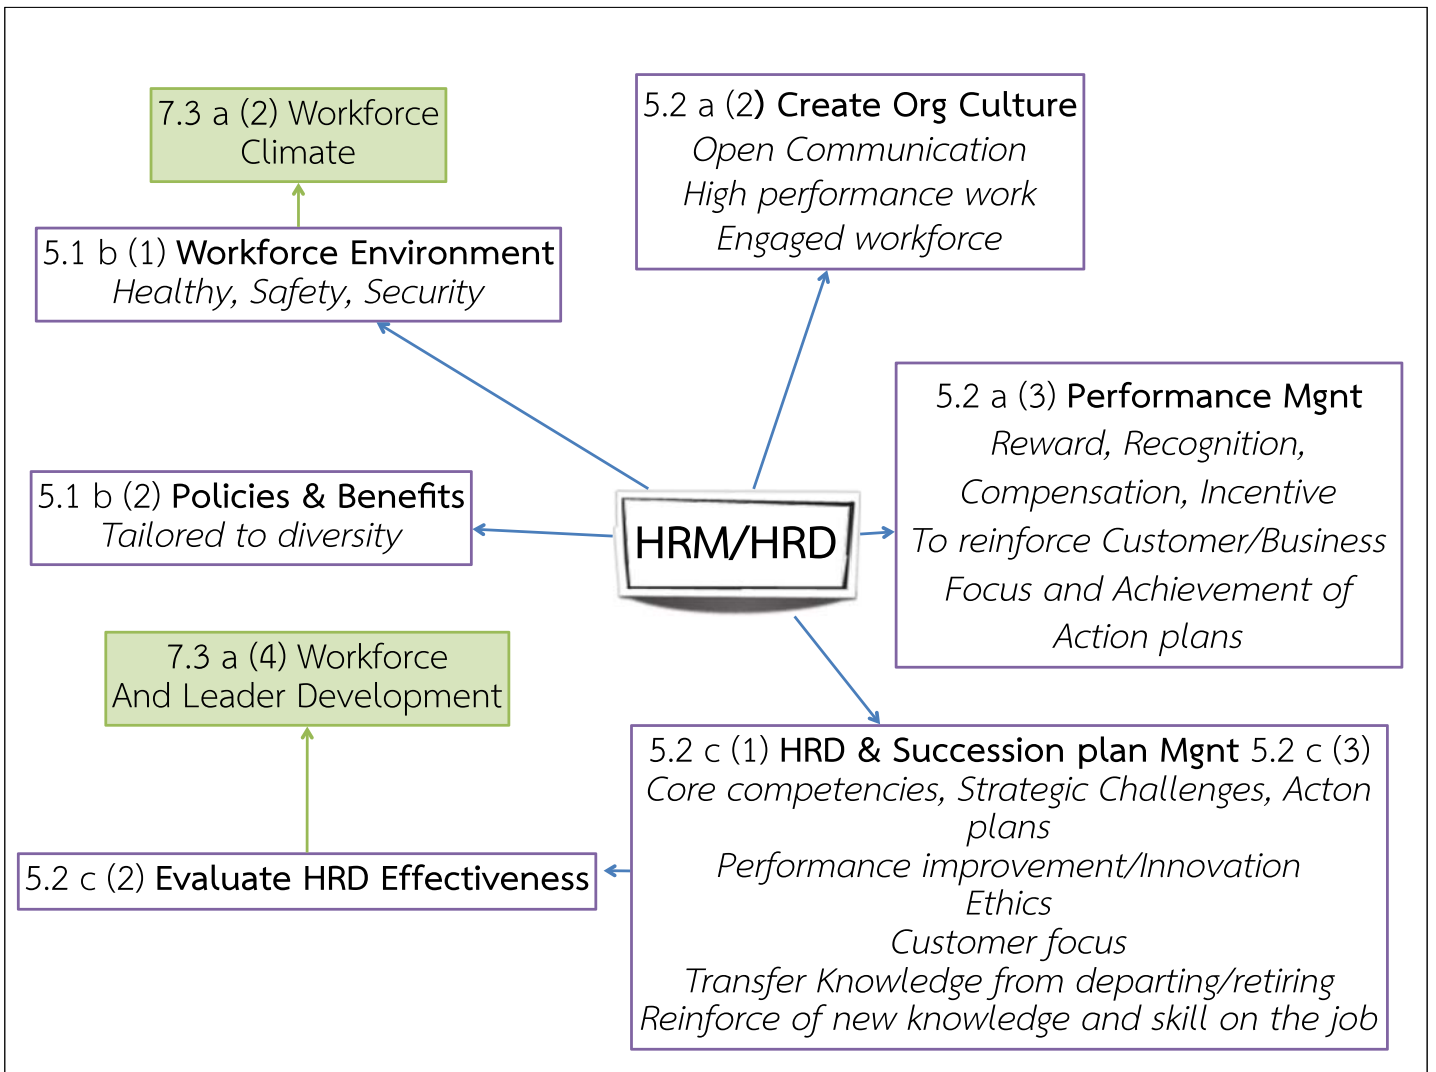 7.3 a (2) Workforce
Climate
5.1 b (1) Workforce Environment
Healthy, Safety, Security
5.2 a (2) Create Org Culture
Open Communication
High performance work
Engaged workforce
5.2 a (3) Performance Mgnt
Reward, Recognition,
Compensation, Incentive
To reinforce Customer/Business
Focus and Achievement of
Action plans
5.1 b (2) Policies & Benefits
Tailored to diversity
HRM/HRD
7.3 a (4) Workforce
And Leader Development
5.2 c (2) Evaluate HRD Effectiveness
5.2 c (1) HRD & Succession plan Mgnt 5.2 c (3)
Core competencies, Strategic Challenges, Acton
plans
Performance improvement/Innovation
Ethics
Customer focus
Transfer Knowledge from departing/retiring
Reinforce of new knowledge and skill on the job